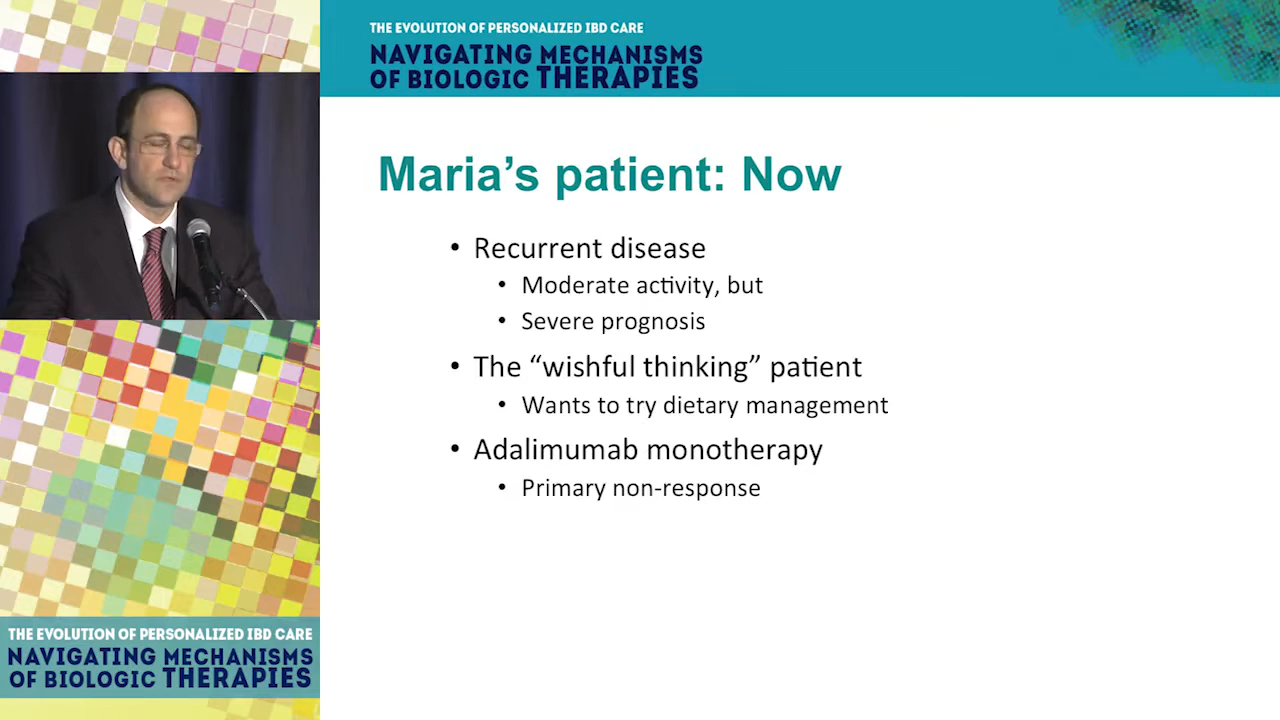 THE EVOLUTION OF PERSONALIZED IBD CARE
NAVIGATING MECHANISMS
OF BIOLOGIC THERAPIES
Maria’s patient: Now
• Recurrent disease
• Moderate activity, but
• Severe prognosis
• The “wishful thinking” patient
• Wants to try dietary management
• Adalimumab monotherapy
• Primary non-response
THE EVOLUTION OF PERSONALIZED IBD CARE
NAVIGATING MECHANISMS
OF BIOLOGIC THERAPIES